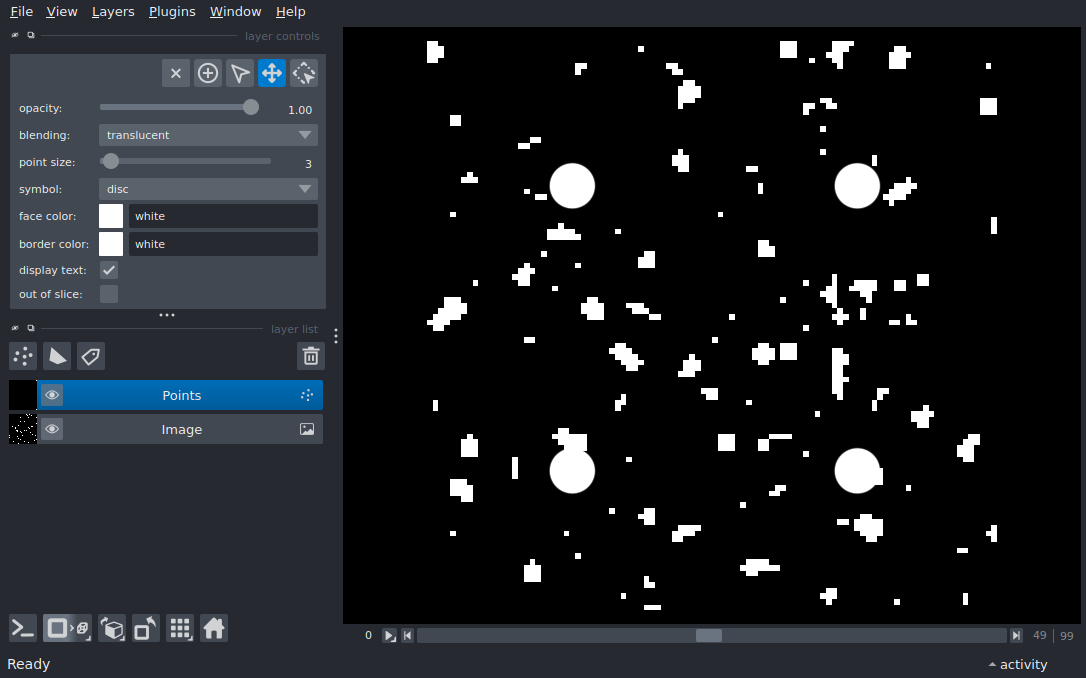 File View Layers Plugins Window Help
layer controls
opacity: 1.00
blending: translucent
point size: 3
symbol: disc
face color: white
border color: white
display text:
out of slice:
layer list
Points
Image
0 49 99
Ready activity